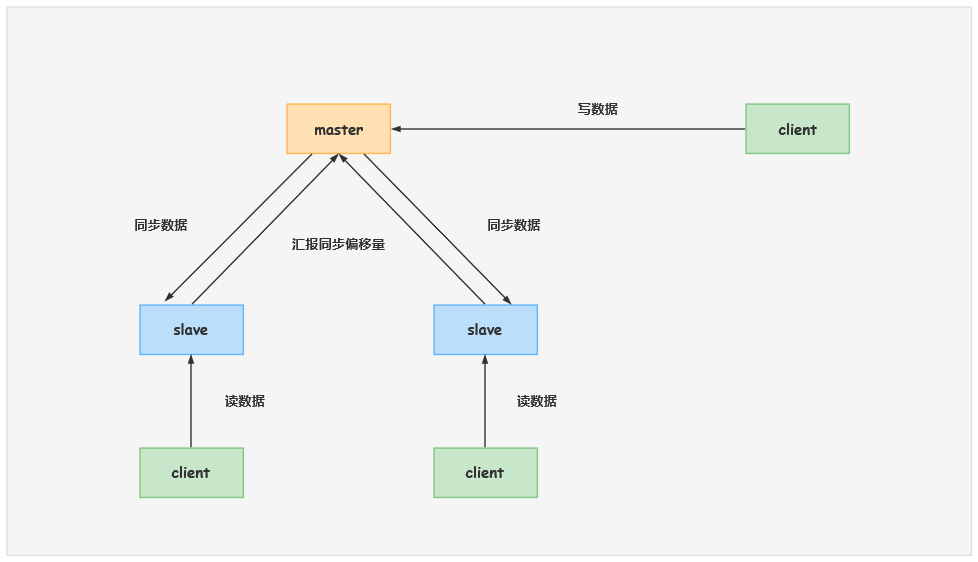 写数据
master
client
同步数据
同步数据
汇报同步偏移量
slave
slave
读数据
读数据
client
client